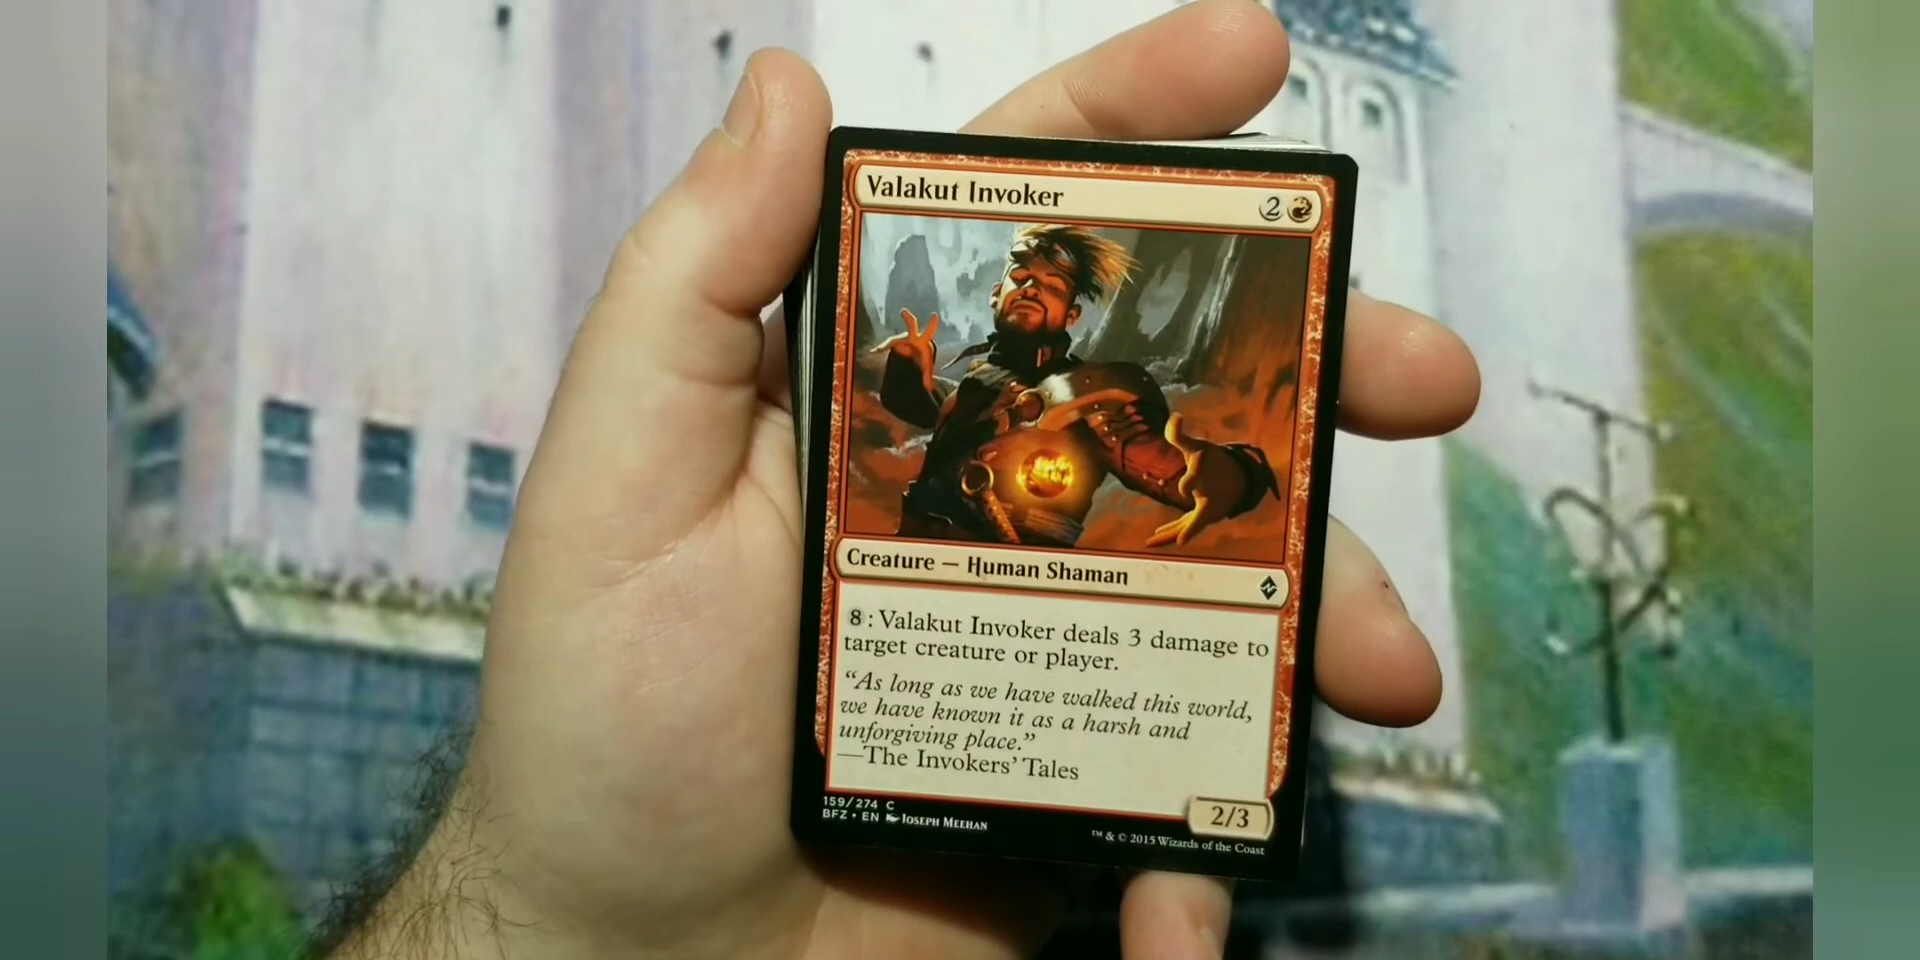 Valakut Invoker 2
Creature — Human Shaman
8: Valakut Invoker deals 3 damage to
target creature or player.
“As long as we have walked this world,
we have known it as a harsh and
unforgiving place.”
—The Invokers’ Tales
2/3
159/274 C
BFZ • EN Joseph Meehan
™ & © 2015 Wizards of the Coast